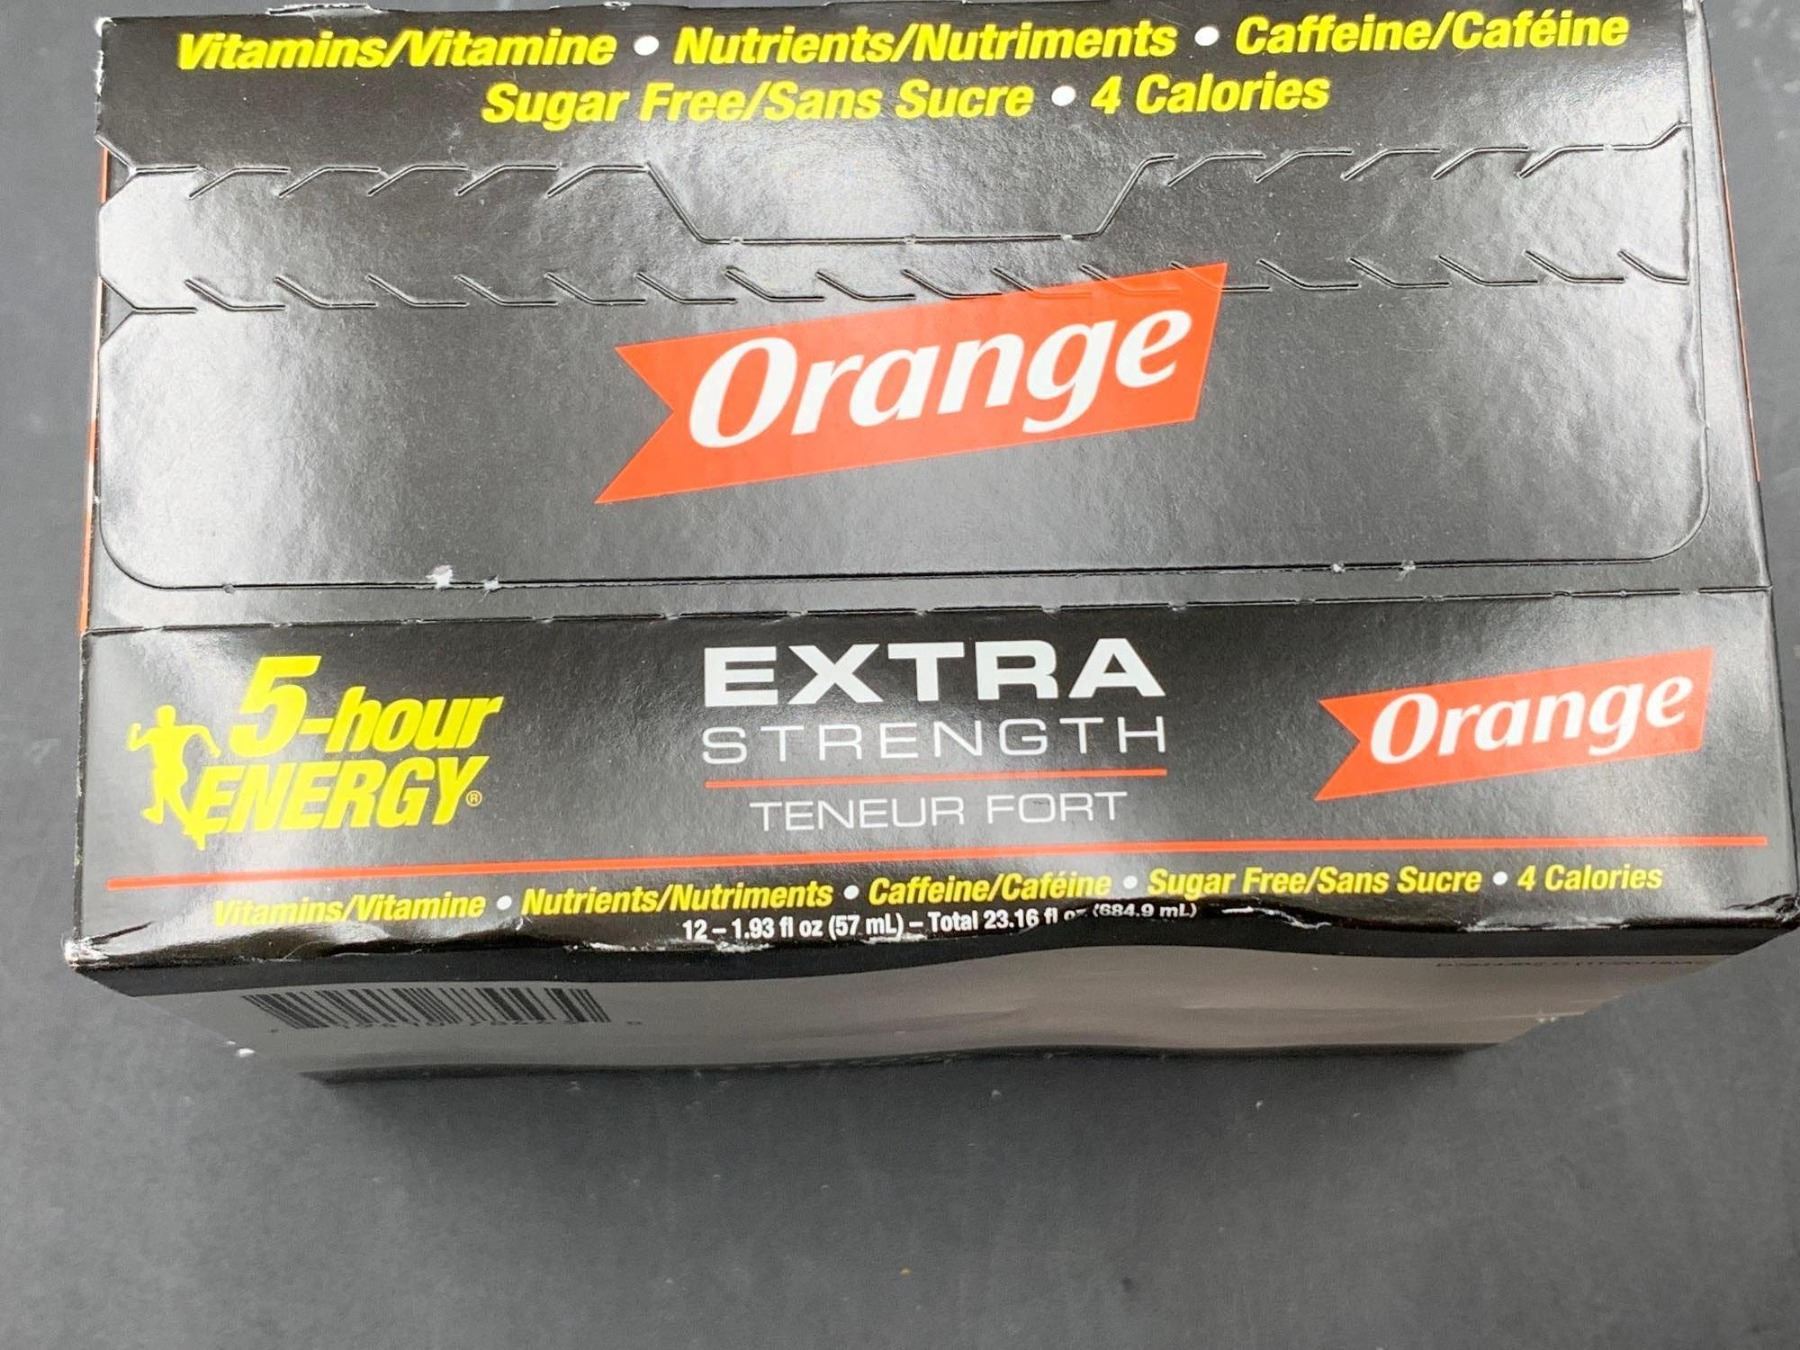 Vitamins/Vitamine • Nutrients/Nutriments • Caffeine/Caféine
Sugar Free/Sans Sucre • 4 Calories
Orange
5-hour
ENERGY®
EXTRA
STRENGTH
TENEUR FORT
Orange
Vitamins/Vitamine • Nutrients/Nutriments • Caffeine/Caféine • Sugar Free/Sans Sucre • 4 Calories
12 – 1.93 fl oz (57 mL) – Total 23.16 fl oz (684.9 mL)